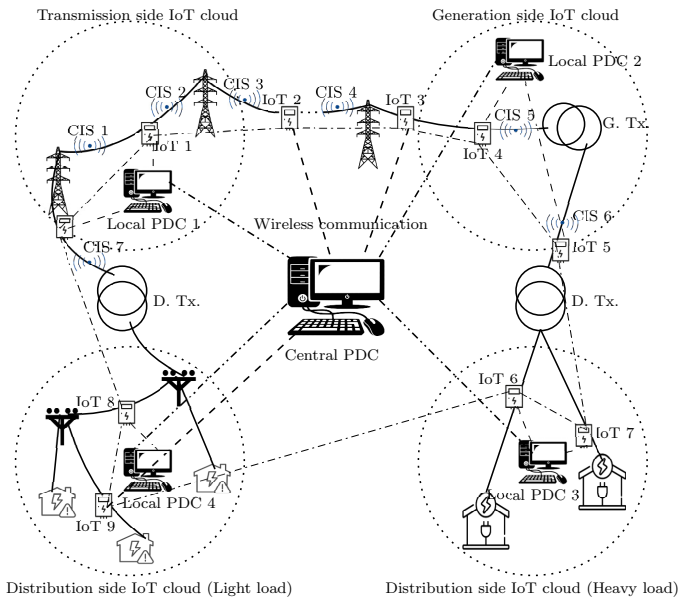 Transmission side IoT cloud
Generation side IoT cloud
Local PDC 2
CIS 2
CIS 3
CIS 4
IoT 2
IoT 3
CIS 1
IoT 1
CIS 5
G. Tx.
IoT 4
Local PDC 1
Wireless communication
CIS 6
CIS 7
IoT 5
D. Tx.
D. Tx.
Central PDC
IoT 6
IoT 8
IoT 7
Local PDC 4
Local PDC 3
IoT 9
Distribution side IoT cloud (Light load)
Distribution side IoT cloud (Heavy load)